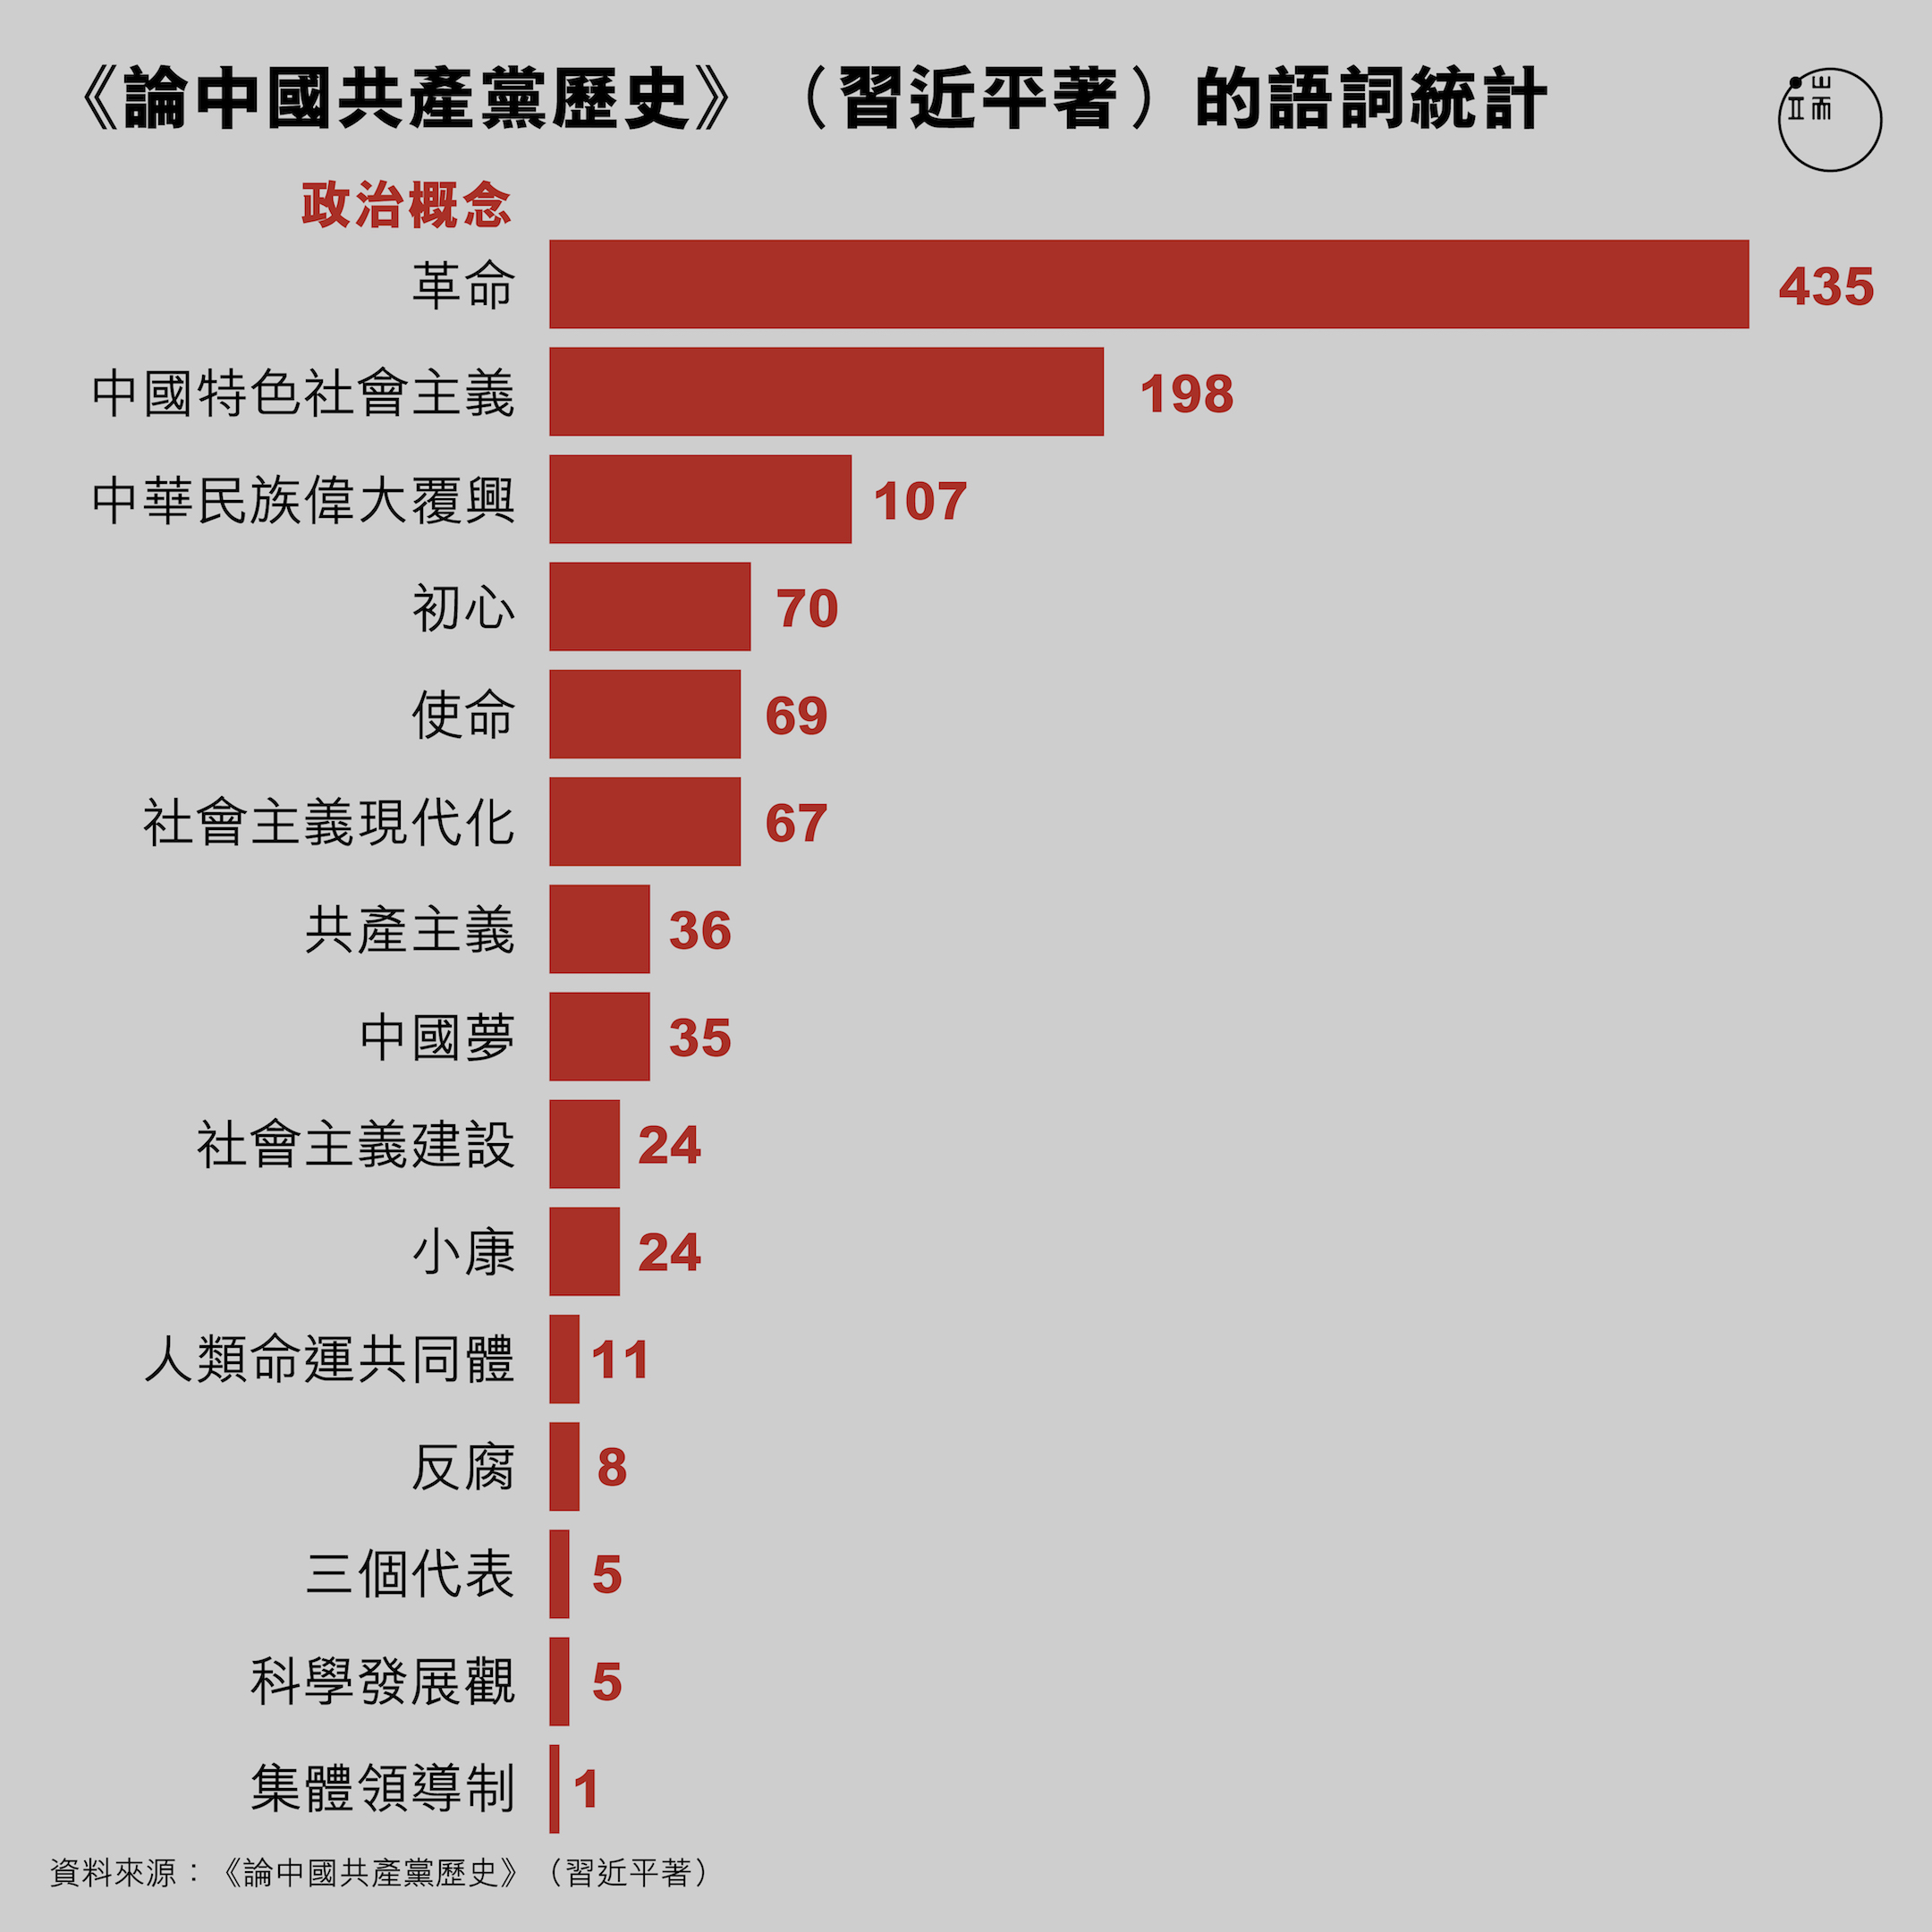 《論中國共產黨歷史》（習近平著）的語詞統計
端
政治概念
革命 435
中國特色社會主義 198
中華民族偉大覆興 107
初心 70
使命 69
社會主義現代化 67
共產主義 36
中國夢 35
社會主義建設 24
小康 24
人類命運共同體 11
反腐 8
三個代表 5
科學發展觀 5
集體領導制 1
資料來源：《論中國共產黨歷史》（習近平著）